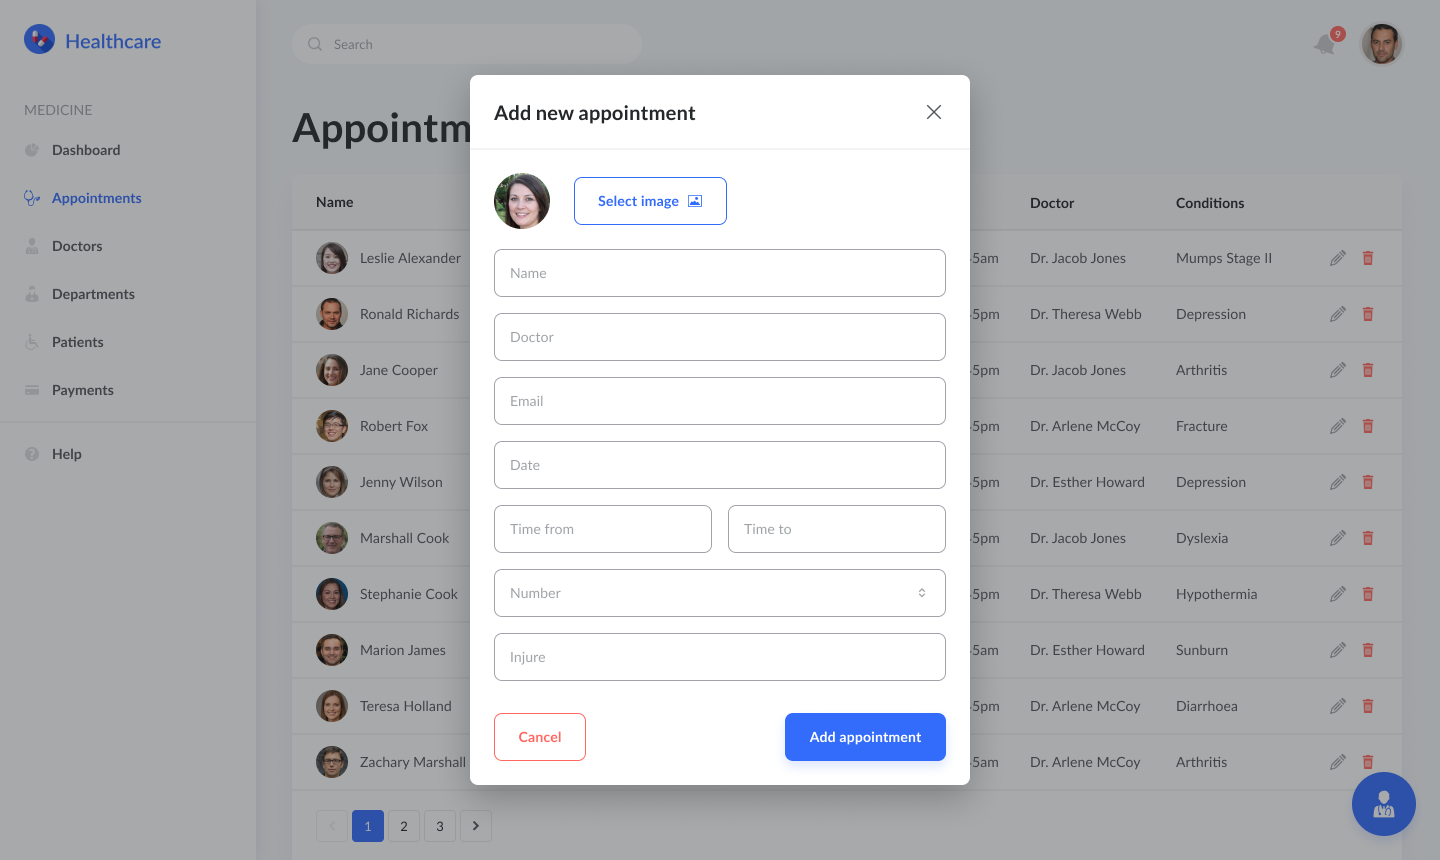 Healthcare
Search
9
MEDICINE
Dashboard
Appointments
Doctors
Departments
Patients
Payments
Help
Add new appointment
Select image
Name
Doctor
Email
Date
Time from Time to
Number
Injure
Cancel Add appointment
Name Doctor Conditions
Leslie Alexander 5am Dr. Jacob Jones Mumps Stage II
Ronald Richards 5pm Dr. Theresa Webb Depression
Jane Cooper 5pm Dr. Jacob Jones Arthritis
Robert Fox 5pm Dr. Arlene McCoy Fracture
Jenny Wilson 5pm Dr. Esther Howard Depression
Marshall Cook 5pm Dr. Jacob Jones Dyslexia
Stephanie Cook 5pm Dr. Theresa Webb Hypothermia
Marion James 5am Dr. Esther Howard Sunburn
Teresa Holland 5pm Dr. Arlene McCoy Diarrhoea
Zachary Marshall 5am Dr. Arlene McCoy Arthritis
1 2 3